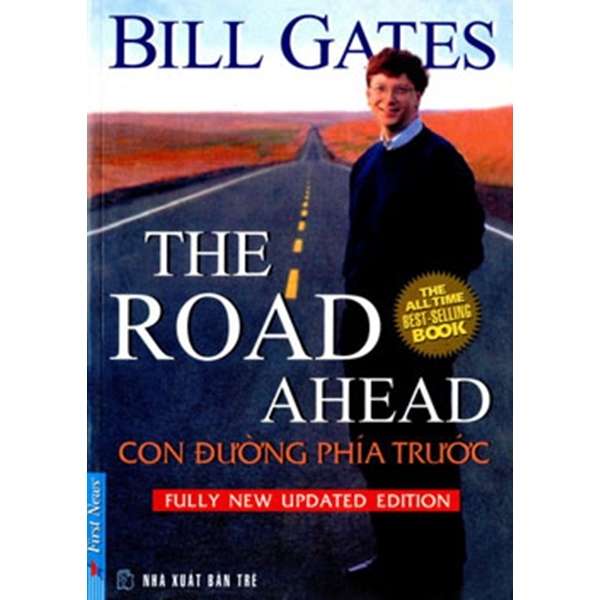 BILL GATES
THE
ROAD
AHEAD
THE
ALL TIME
BEST-SELLING
BOOK
CON ĐƯỜNG PHÍA TRƯỚC
FULLY NEW UPDATED EDITION
First News
NHÀ XUẤT BẢN TRẺ